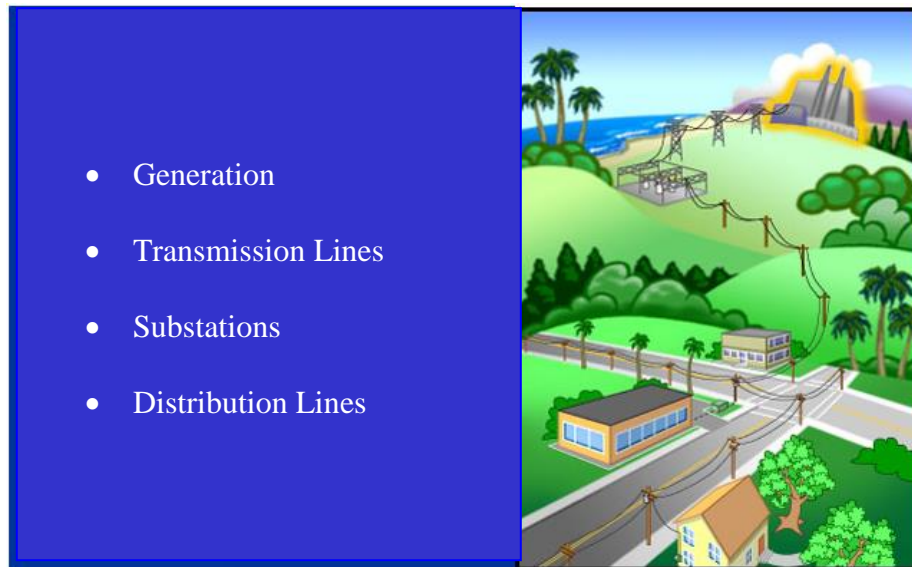 • Generation
• Transmission Lines
• Substations
• Distribution Lines